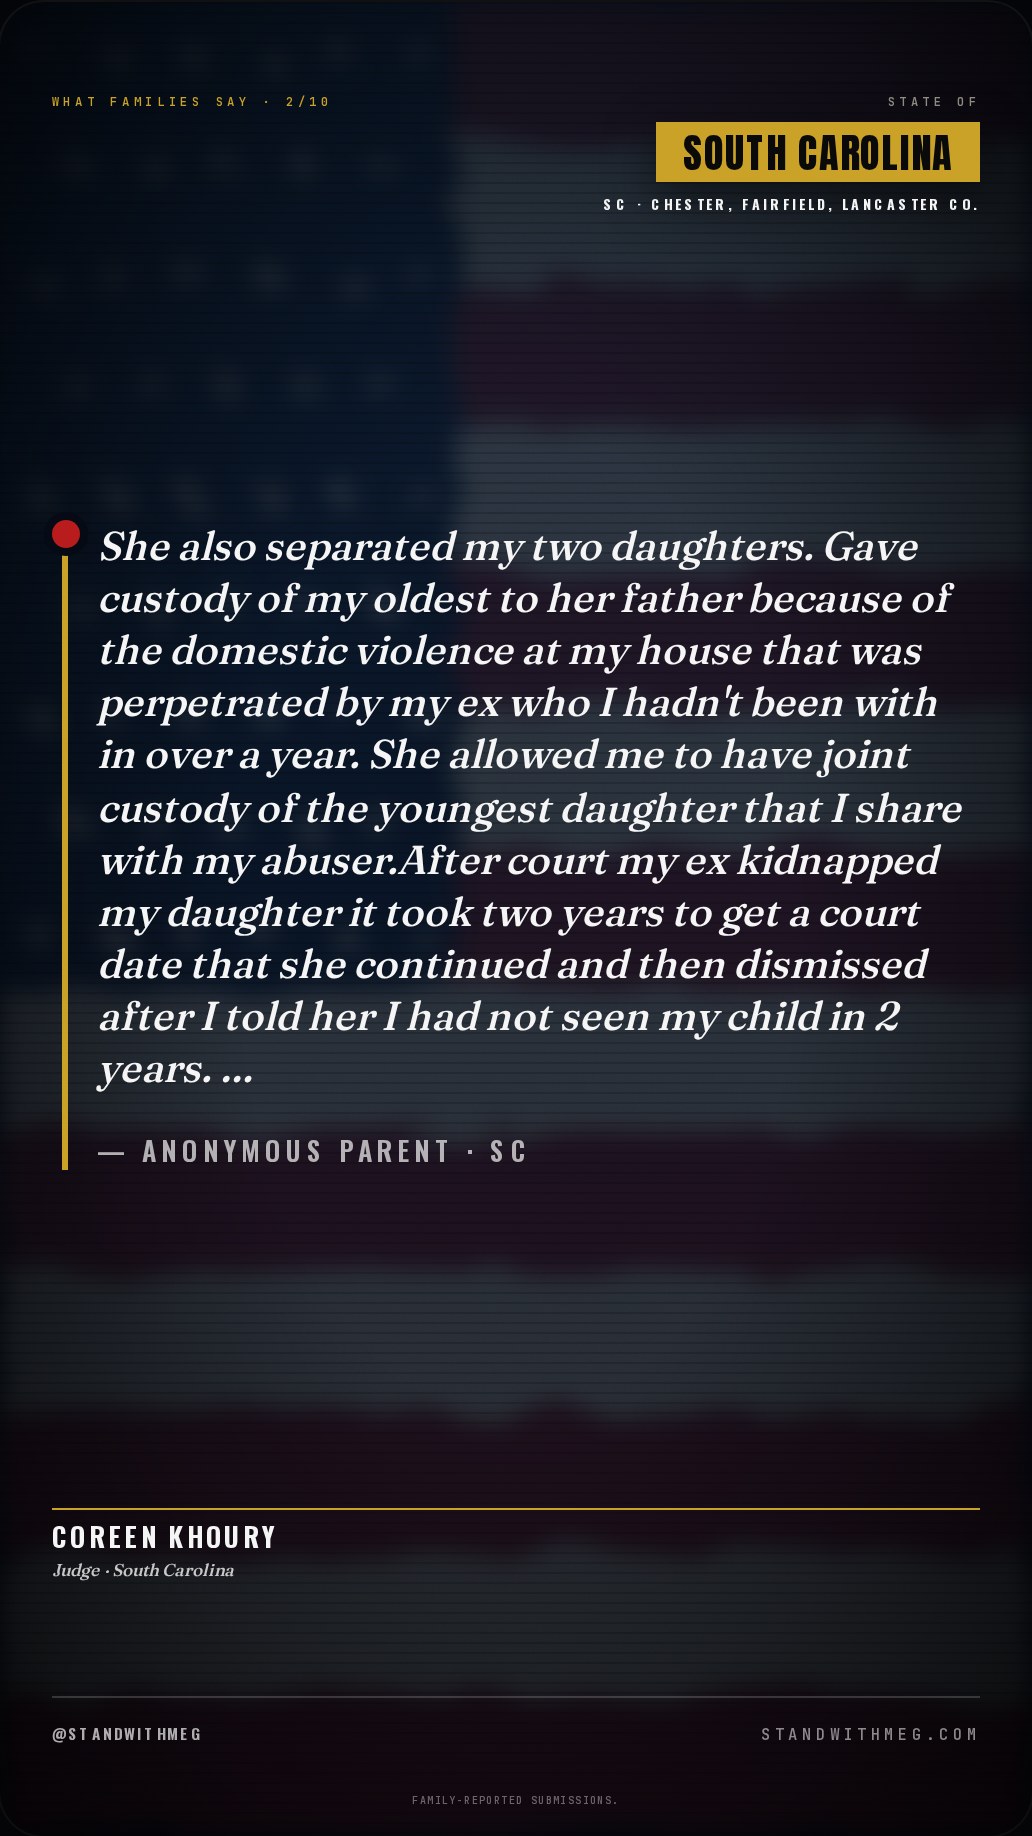 WHAT FAMILIES SAY · 2/10
STATE OF
SOUTH CAROLINA
SC · CHESTER, FAIRFIELD, LANCASTER CO.
She also separated my two daughters. Gave
custody of my oldest to her father because of
the domestic violence at my house that was
perpetrated by my ex who I hadn't been with
in over a year. She allowed me to have joint
custody of the youngest daughter that I share
with my abuser.After court my ex kidnapped
my daughter it took two years to get a court
date that she continued and then dismissed
after I told her I had not seen my child in 2
years. ...
— ANONYMOUS PARENT · SC
COREEN KHOURY
Judge · South Carolina
@STANDWITHMEG
STANDWITHMEG.COM
FAMILY-REPORTED SUBMISSIONS.